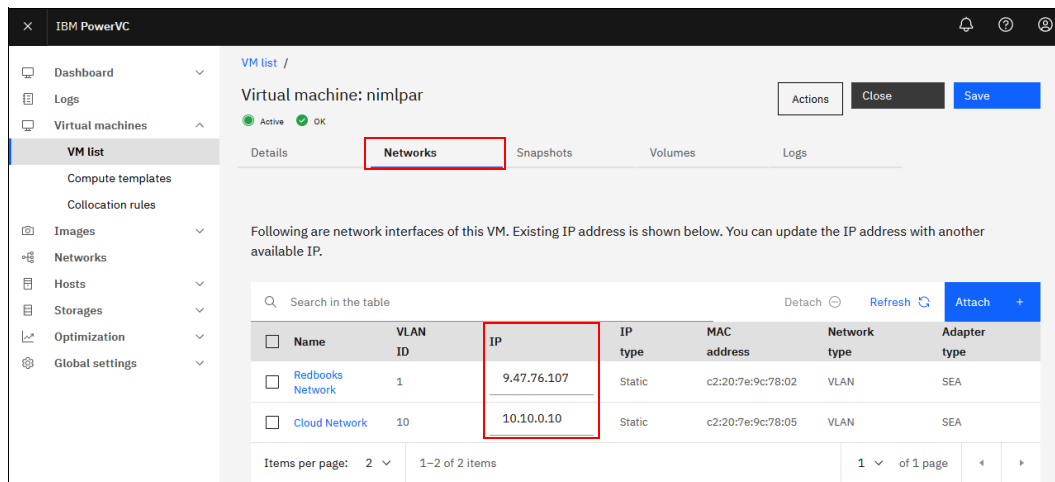 IBM PowerVC
Dashboard
Logs
Virtual machines
VM list
Compute templates
Collocation rules
Images
Networks
Hosts
Storages
Optimization
Global settings
VM list /
Virtual machine: nimlpar
Active OK
Actions Close Save
Details Networks Snapshots Volumes Logs
Following are network interfaces of this VM. Existing IP address is shown below. You can update the IP address with another
available IP.
Search in the table Detach Refresh Attach +
Name VLAN ID IP IP type MAC address Network type Adapter type
Redbooks Network 1 9.47.76.107 Static c2:20:7e:9c:78:02 VLAN SEA
Cloud Network 10 10.10.0.10 Static c2:20:7e:9c:78:05 VLAN SEA
Items per page: 2 1–2 of 2 items 1 of 1 page